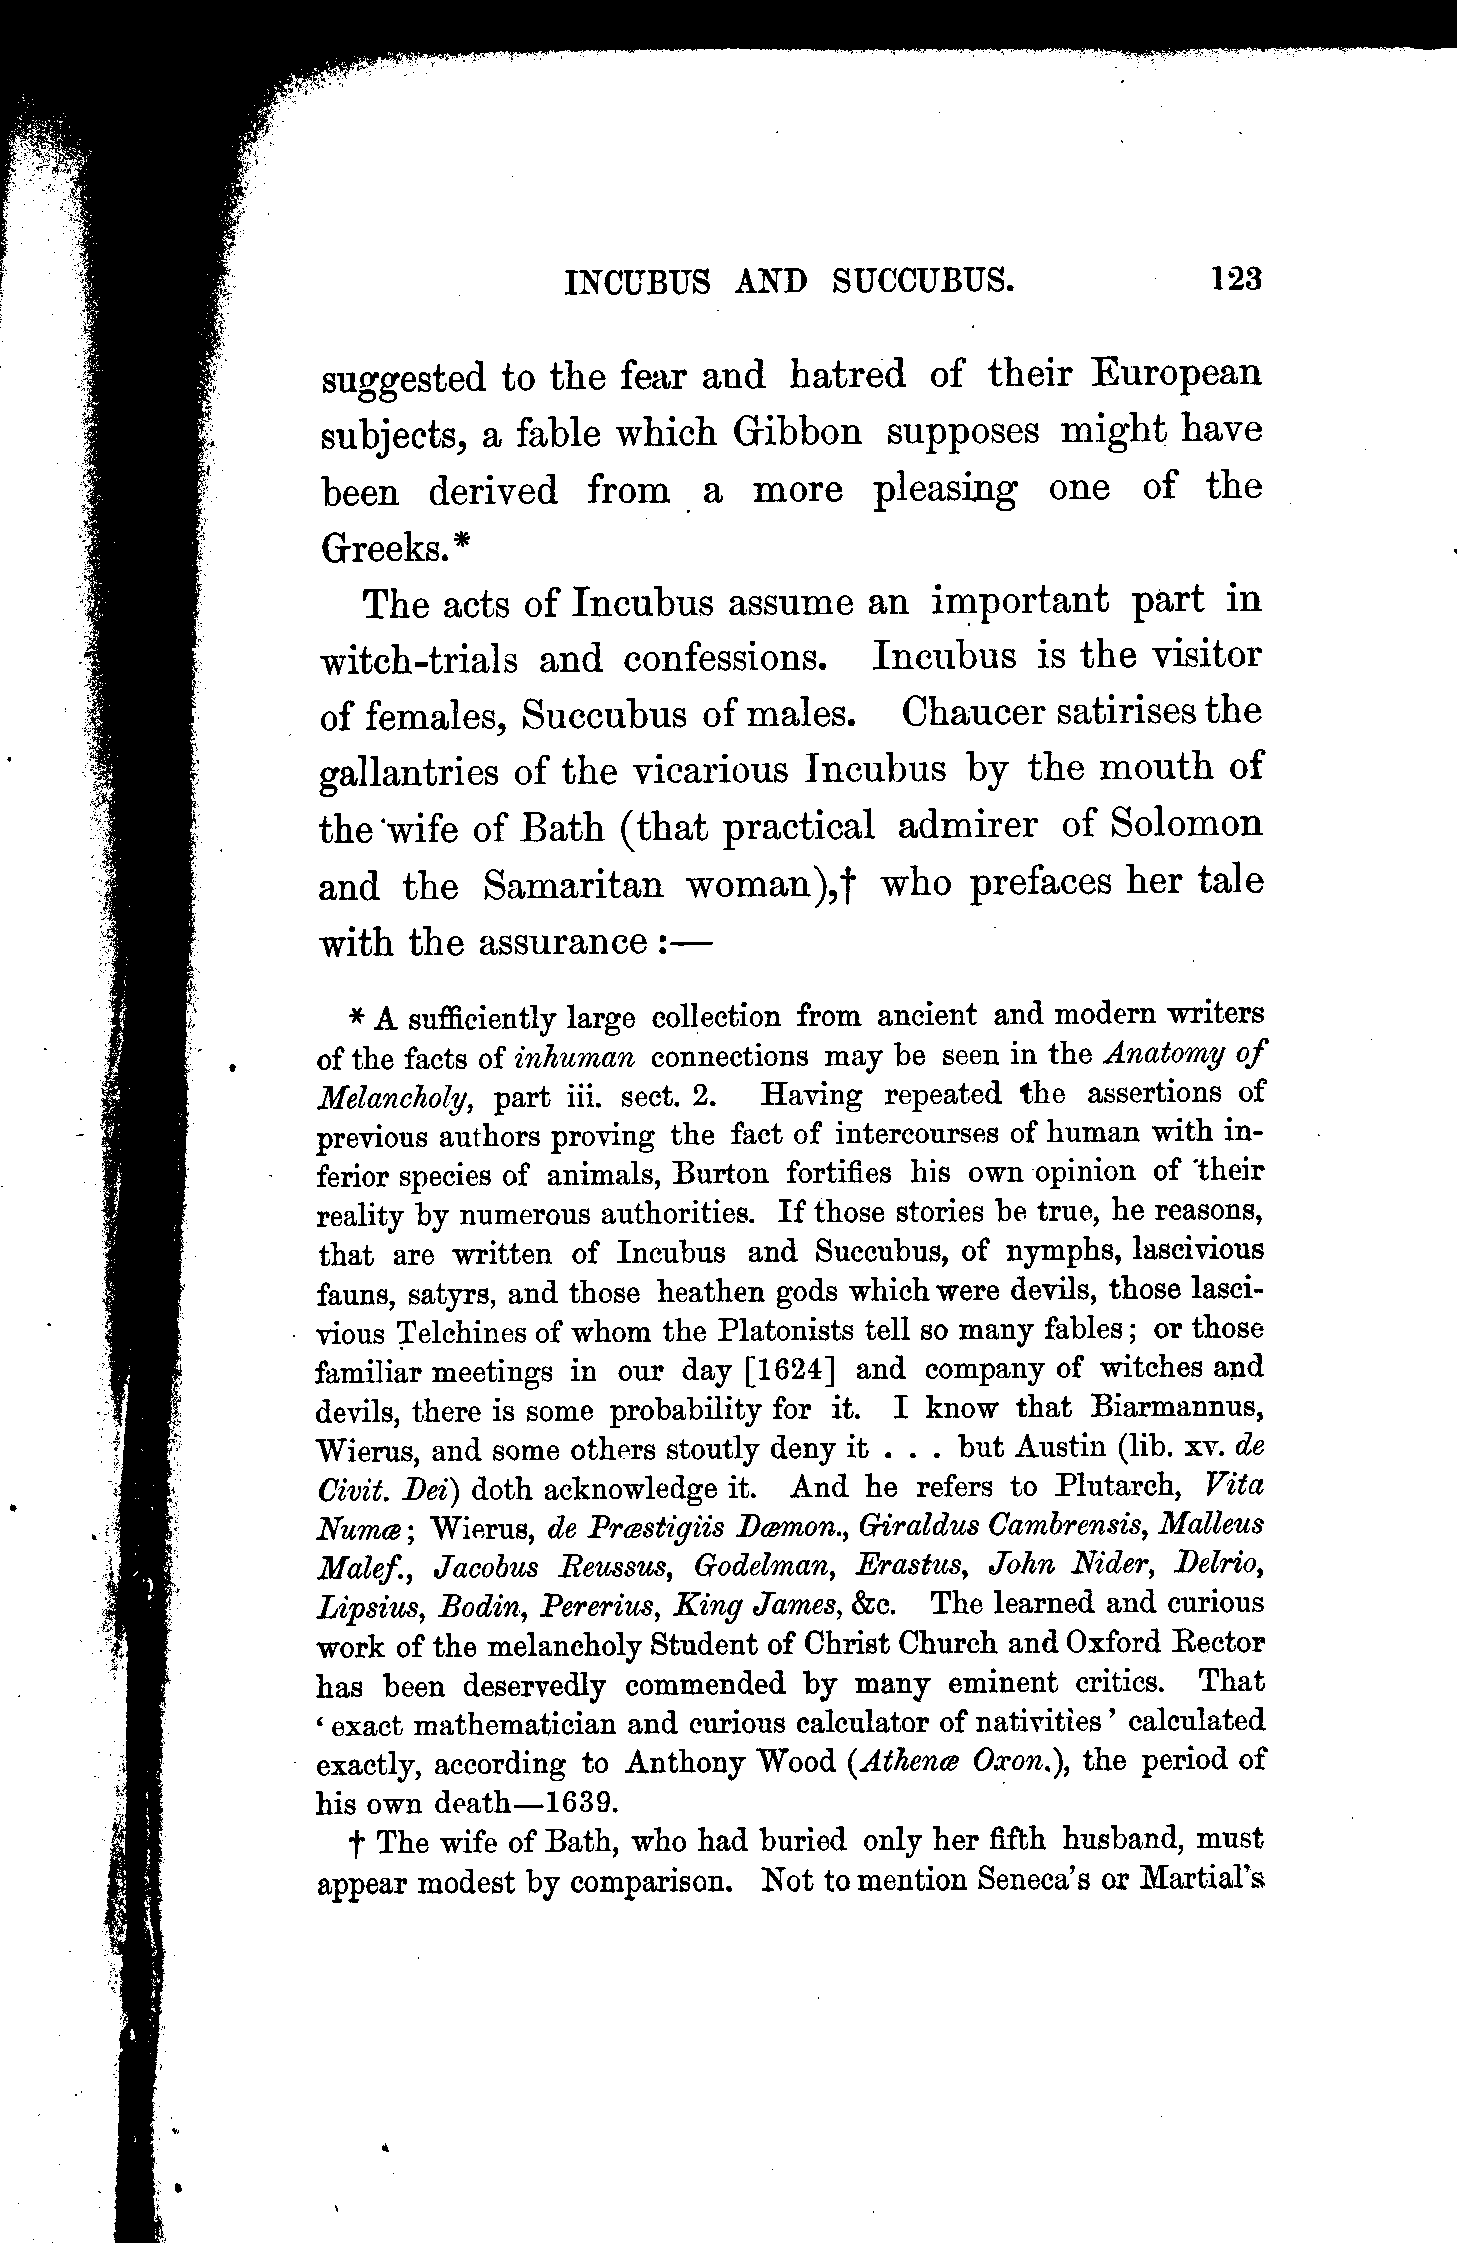 INCUBUS AND SUCCUBUS. 123
suggested to the fear and hatred of their European
subjects, a fable which Gibbon supposes might have
been derived from a more pleasing one of the
Greeks.*
The acts of Incubus assume an important part in
witch-trials and confessions. Incubus is the visitor
of females, Succubus of males. Chaucer satirises the
gallantries of the vicarious Incubus by the mouth of
the wife of Bath (that practical admirer of Solomon
and the Samaritan woman),† who prefaces her tale
with the assurance :—
* A sufficiently large collection from ancient and modern writers
of the facts of inhuman connections may be seen in the Anatomy of
Melancholy, part iii. sect. 2. Having repeated the assertions of
previous authors proving the fact of intercourses of human with in-
ferior species of animals, Burton fortifies his own opinion of their
reality by numerous authorities. If those stories be true, he reasons,
that are written of Incubus and Succubus, of nymphs, lascivious
fauns, satyrs, and those heathen gods which were devils, those lasci-
vious Telchines of whom the Platonists tell so many fables; or those
familiar meetings in our day [1624] and company of witches and
devils, there is some probability for it. I know that Biarmannus,
Wierus, and some others stoutly deny it . . . but Austin (lib. xv. de
Civit. Dei) doth acknowledge it. And he refers to Plutarch, Vita
Numæ; Wierus, de Præstigiis Dæmon., Giraldus Cambrensis, Malleus
Malef., Jacobus Reussus, Godelman, Erastus, John Nider, Delrio,
Lipsius, Bodin, Pererius, King James, &c. The learned and curious
work of the melancholy Student of Christ Church and Oxford Rector
has been deservedly commended by many eminent critics. That
‘exact mathematician and curious calculator of nativities’ calculated
exactly, according to Anthony Wood (Athenæ Oxon.), the period of
his own death—1639.
† The wife of Bath, who had buried only her fifth husband, must
appear modest by comparison. Not to mention Seneca's or Martial's